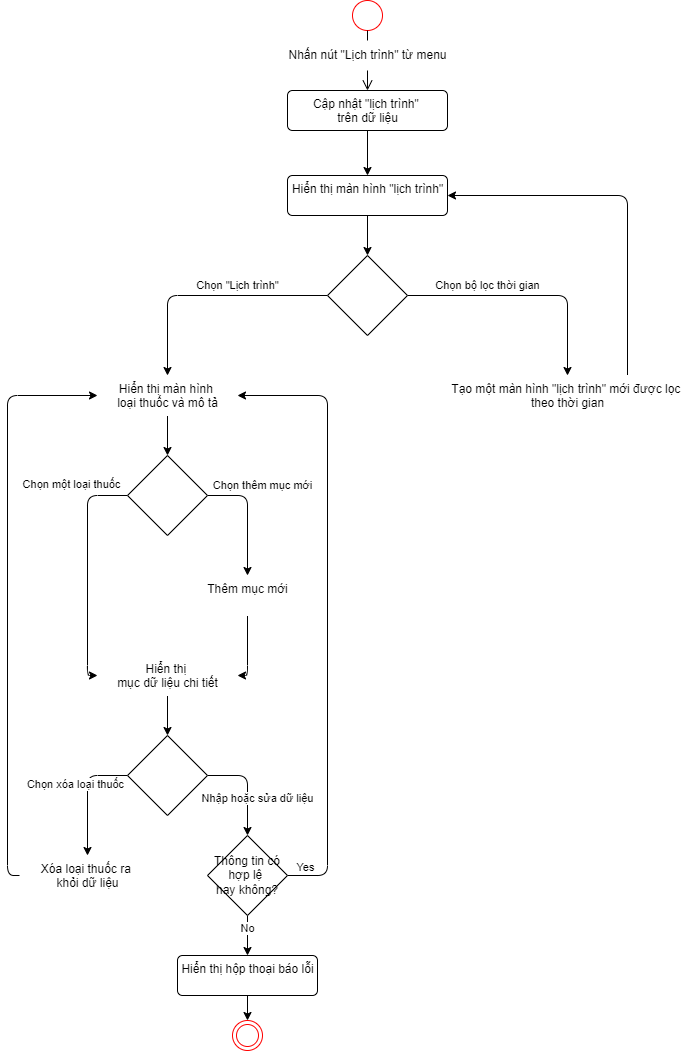 Nhấn nút "Lịch trình" từ menu
Cập nhật "lịch trình"
trên dữ liệu
Hiển thị màn hình "lịch trình"
Chọn "Lịch trình"
Chọn bộ lọc thời gian
Hiển thị màn hình
loại thuốc và mô tả
Tạo một màn hình "lịch trình" mới được lọc
theo thời gian
Chọn một loại thuốc
Chọn thêm mục mới
Thêm mục mới
Hiển thị
mục dữ liệu chi tiết
Chọn xóa loại thuốc
Nhập hoặc sửa dữ liệu
Xóa loại thuốc ra
khỏi dữ liệu
Thông tin có
hợp lệ
hay không?
Yes
No
Hiển thị hộp thoại báo lỗi